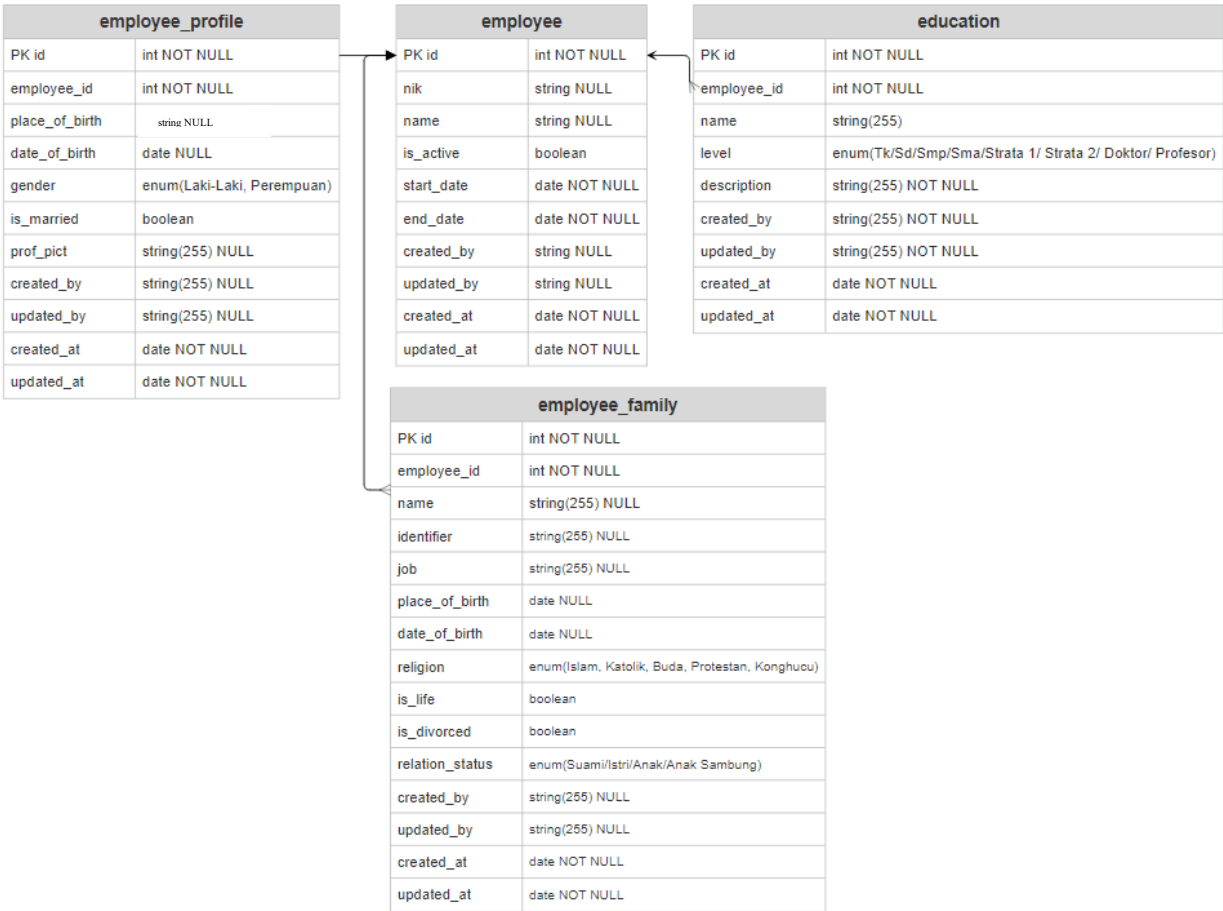 employee_profile
PK id int NOT NULL
employee_id int NOT NULL
place_of_birth string NULL
date_of_birth date NULL
gender enum(Laki-Laki, Perempuan)
is_married boolean
prof_pict string(255) NULL
created_by string(255) NULL
updated_by string(255) NULL
created_at date NOT NULL
updated_at date NOT NULL
employee
PK id int NOT NULL
nik string NULL
name string NULL
is_active boolean
start_date date NOT NULL
end_date date NOT NULL
created_by string NULL
updated_by string NULL
created_at date NOT NULL
updated_at date NOT NULL
education
PK id int NOT NULL
employee_id int NOT NULL
name string(255)
level enum(Tk/Sd/Smp/Sma/Strata 1/ Strata 2/ Doktor/ Profesor)
description string(255) NOT NULL
created_by string(255) NOT NULL
updated_by string(255) NOT NULL
created_at date NOT NULL
updated_at date NOT NULL
employee_family
PK id int NOT NULL
employee_id int NOT NULL
name string(255) NULL
identifier string(255) NULL
job string(255) NULL
place_of_birth date NULL
date_of_birth date NULL
religion enum(Islam, Katolik, Buda, Protestan, Konghucu)
is_life boolean
is_divorced boolean
relation_status enum(Suami/Istri/Anak/Anak Sambung)
created_by string(255) NULL
updated_by string(255) NULL
created_at date NOT NULL
updated_at date NOT NULL